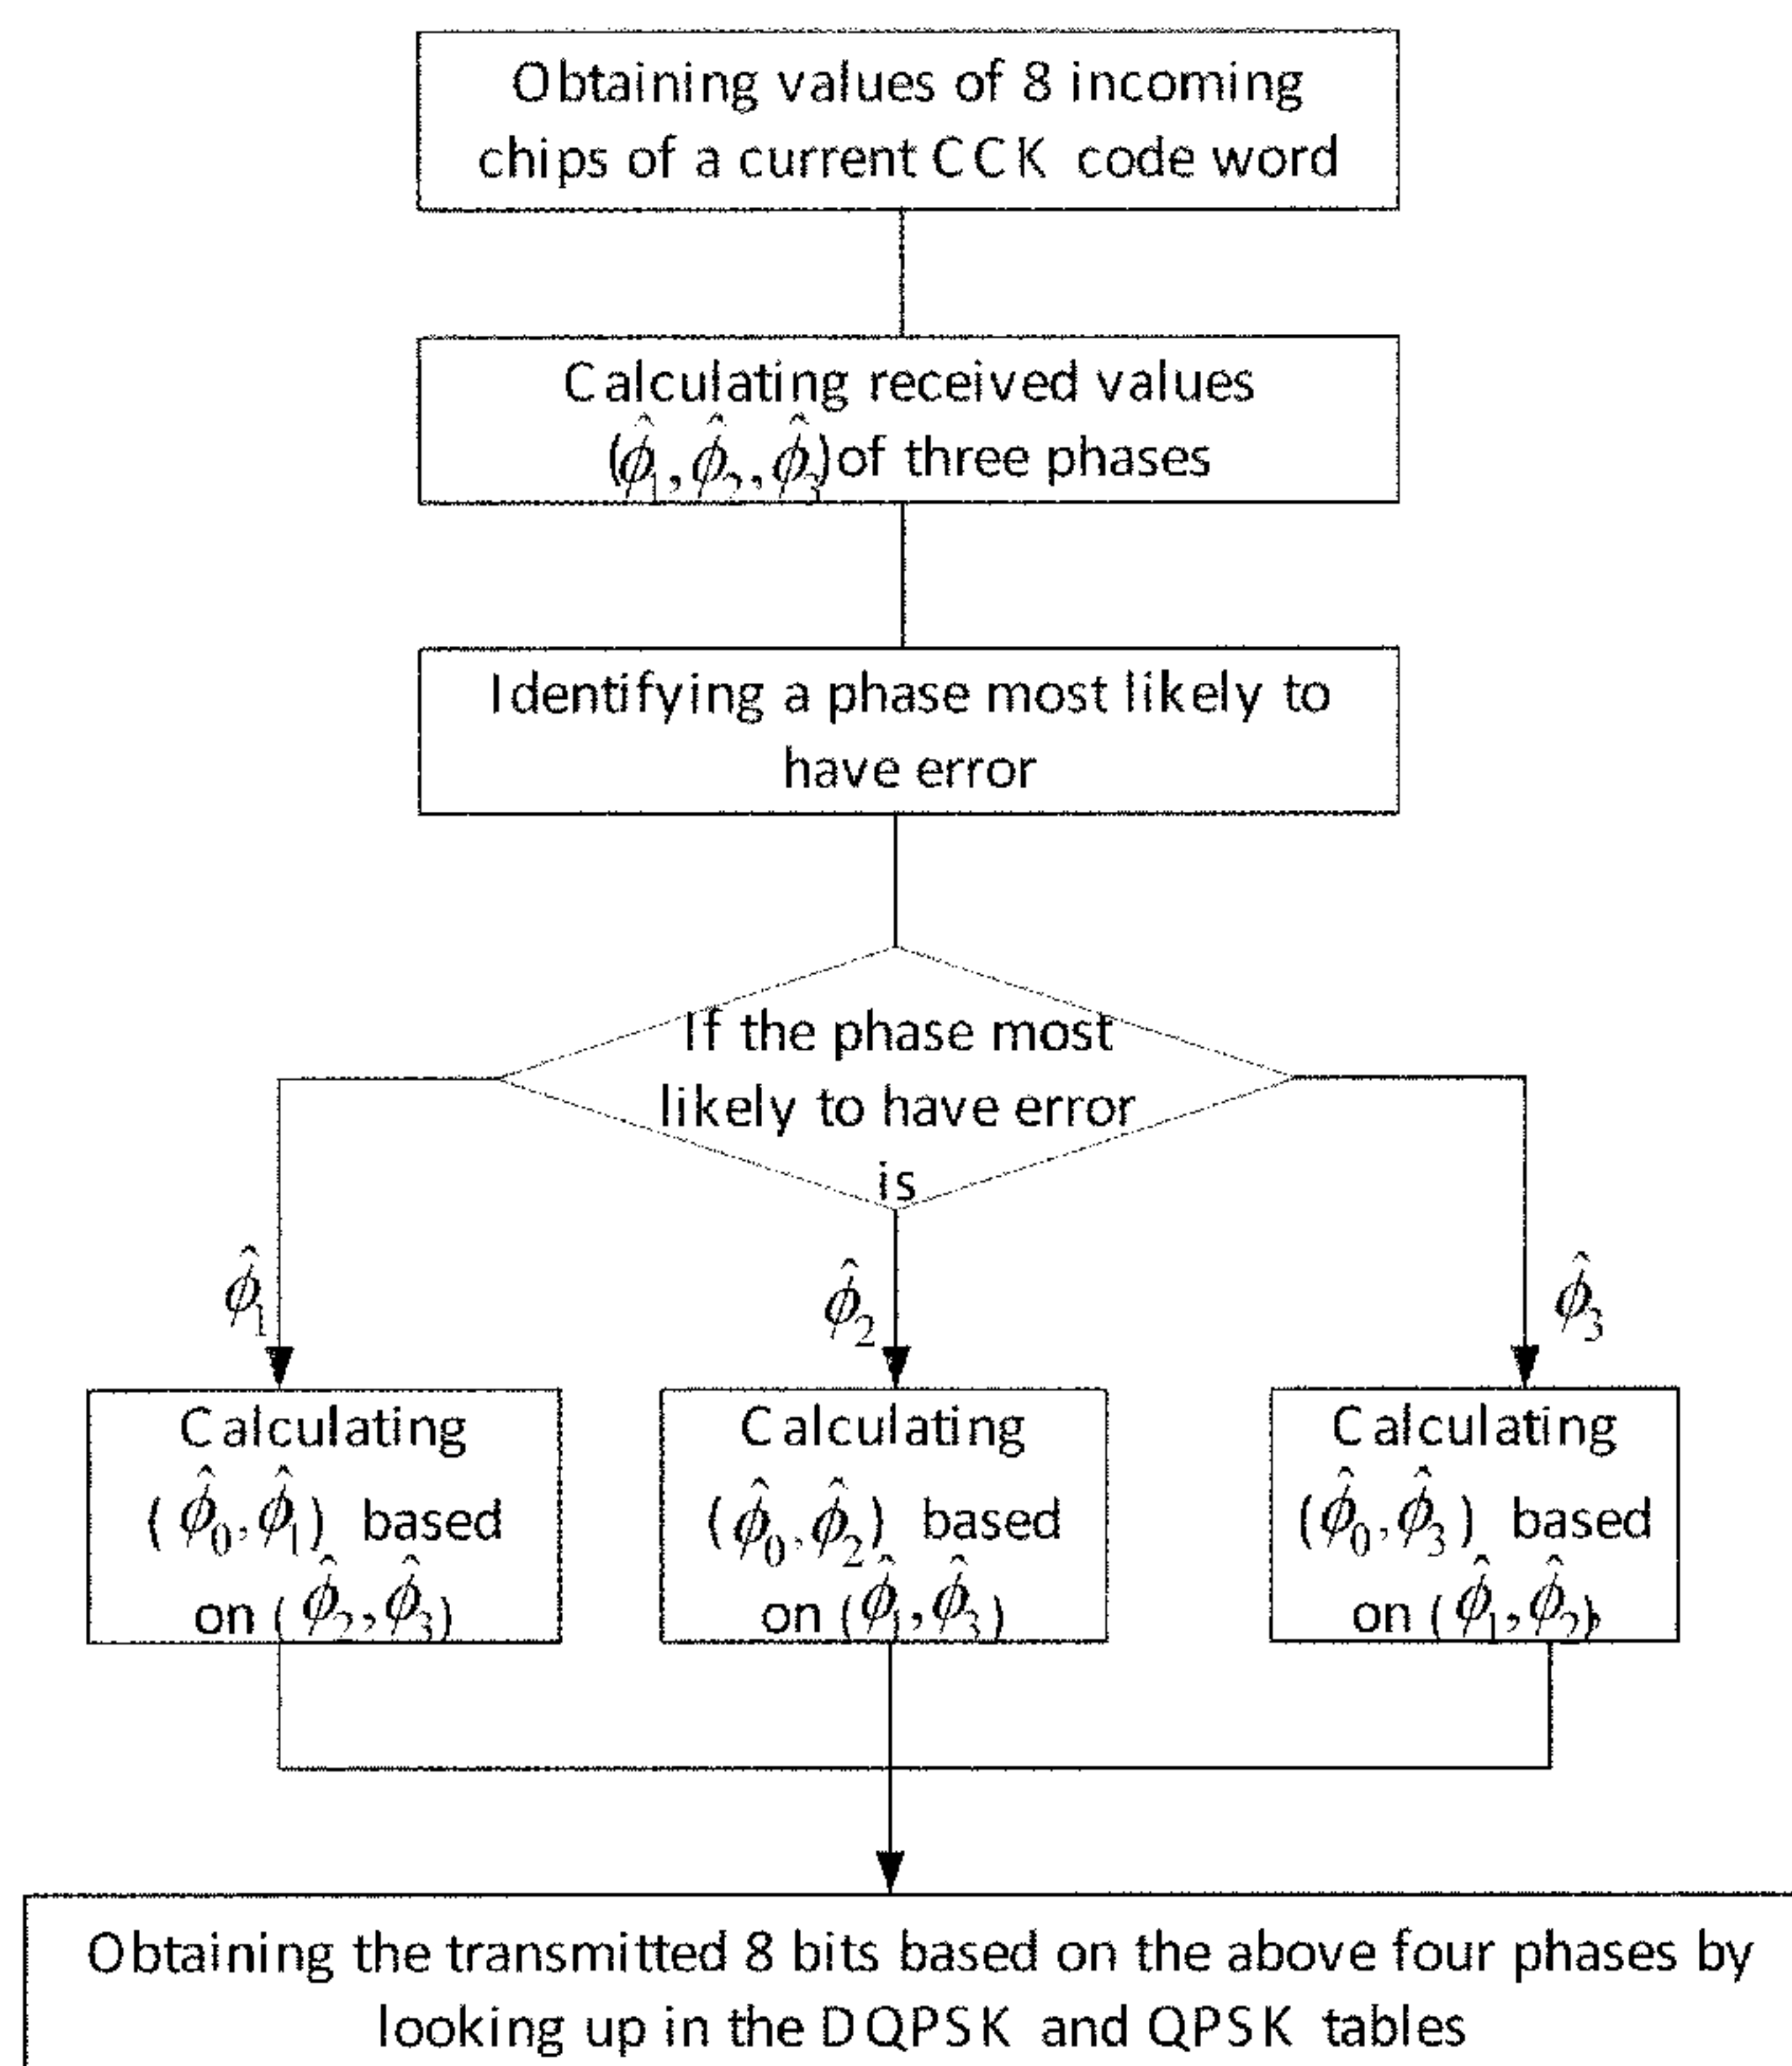 Obtaining values of 8 incoming
chips of a current CCK code word
Calculating received values
(φ̂₁, φ̂₂, φ̂₃) of three phases
Identifying a phase most likely to
have error
If the phase most
likely to have error
is
φ̂₁
φ̂₂
φ̂₃
Calculating
(φ̂₀, φ̂₁) based
on (φ̂₂, φ̂₃)
Calculating
(φ̂₀, φ̂₂) based
on (φ̂₁, φ̂₃)
Calculating
(φ̂₀, φ̂₃) based
on (φ̂₁, φ̂₂),
Obtaining the transmitted 8 bits based on the above four phases by
looking up in the DQPSK and QPSK tables